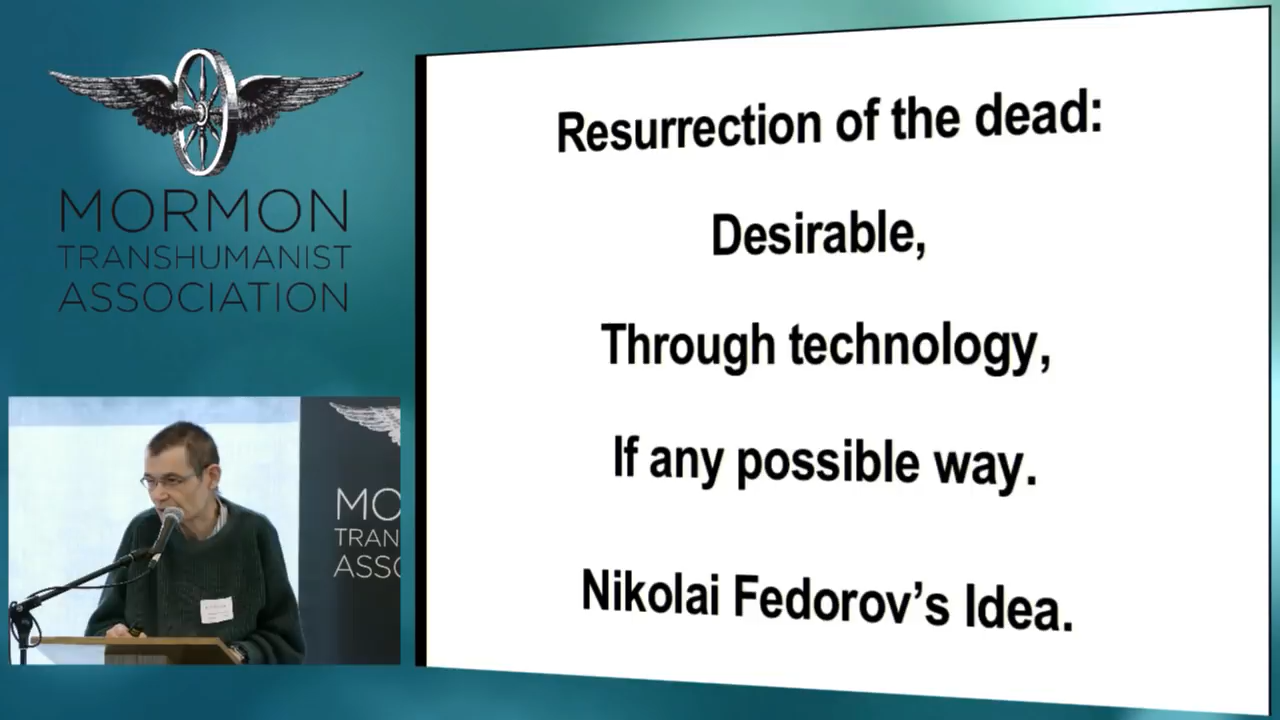 MORMON
TRANSHUMANIST
ASSOCIATION
Resurrection of the dead:
Desirable,
Through technology,
If any possible way.
Nikolai Fedorov’s Idea.
MO
TRAN
ASSO